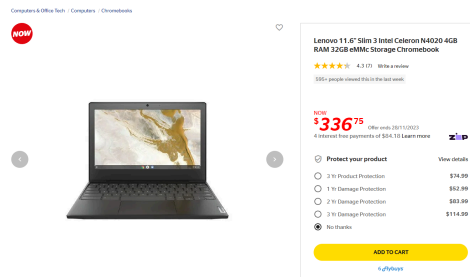 Computers & Office Tech / Computers / Chromebooks
NOW
Lenovo 11.6" Slim 3 Intel Celeron N4020 4GB
RAM 32GB eMMc Storage Chromebook
4.3 (7) Write a review
595+ people viewed this in the last week
NOW
$336.75
Offer ends 28/11/2023
4 interest free payments of $84.18 Learn more
ZIP
Protect your product View details
3 Yr Product Protection $74.99
1 Yr Damage Protection $52.99
2 Yr Damage Protection $83.99
3 Yr Damage Protection $114.99
No thanks
ADD TO CART
flybuys